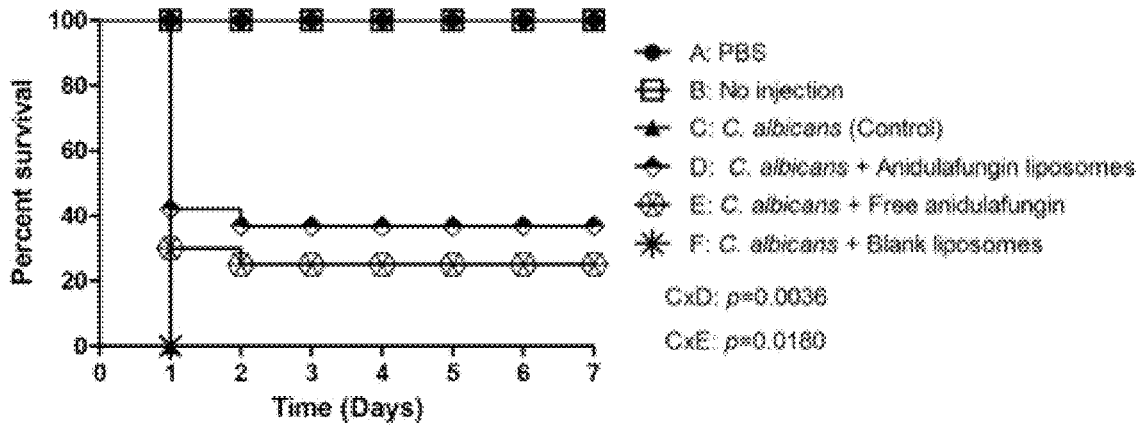 100
80
60
40
20
0
Percent survival
0 1 2 3 4 5 6 7
Time (Days)
A: PBS
B: No injection
C: C. albicans (Control)
D: C. albicans + Anidulafungin liposomes
E: C. albicans + Free anidulafungin
F: C. albicans + Blank liposomes
CxD: p=0.0036
CxE: p=0.0180